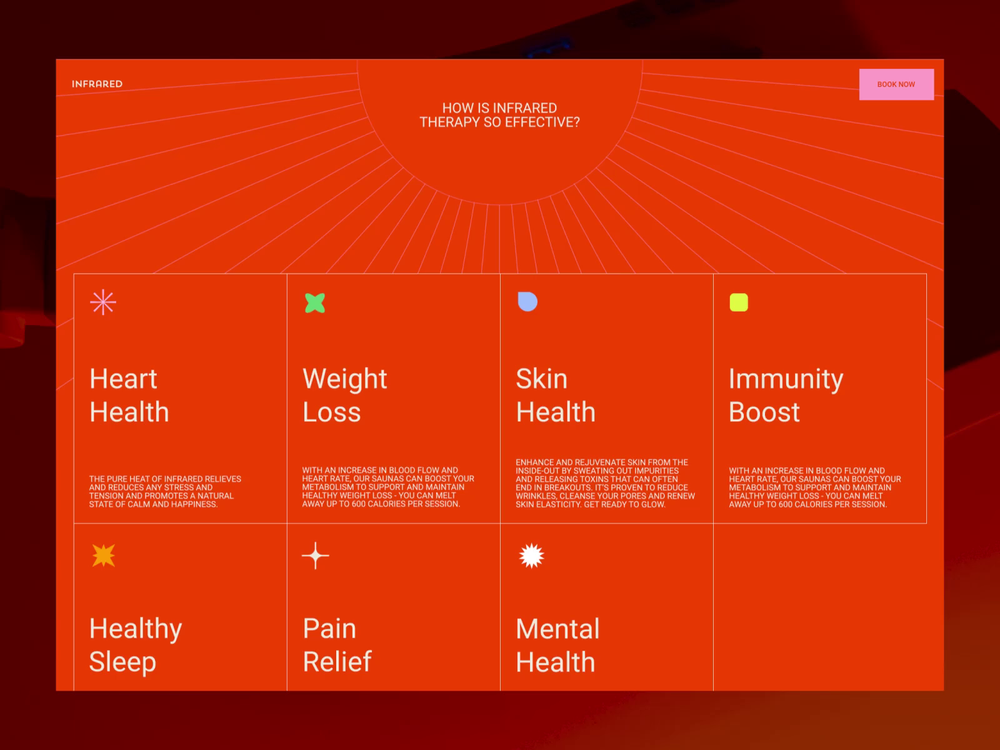 INFRARED
BOOK NOW
HOW IS INFRARED
THERAPY SO EFFECTIVE?
Heart
Health
THE PURE HEAT OF INFRARED RELIEVES
AND REDUCES ANY STRESS AND
TENSION AND PROMOTES A NATURAL
STATE OF CALM AND HAPPINESS.
Weight
Loss
WITH AN INCREASE IN BLOOD FLOW AND
HEART RATE, OUR SAUNAS CAN BOOST YOUR
METABOLISM TO SUPPORT AND MAINTAIN
HEALTHY WEIGHT LOSS - YOU CAN MELT
AWAY UP TO 600 CALORIES PER SESSION.
Skin
Health
ENHANCE AND REJUVENATE SKIN FROM THE
INSIDE-OUT BY SWEATING OUT IMPURITIES
AND RELEASING TOXINS THAT CAN OFTEN
END IN BREAKOUTS. IT'S PROVEN TO REDUCE
WRINKLES, CLEANSE YOUR PORES AND RENEW
SKIN ELASTICITY. GET READY TO GLOW.
Immunity
Boost
WITH AN INCREASE IN BLOOD FLOW AND
HEART RATE, OUR SAUNAS CAN BOOST YOUR
METABOLISM TO SUPPORT AND MAINTAIN
HEALTHY WEIGHT LOSS - YOU CAN MELT
AWAY UP TO 600 CALORIES PER SESSION.
Healthy
Sleep
Pain
Relief
Mental
Health